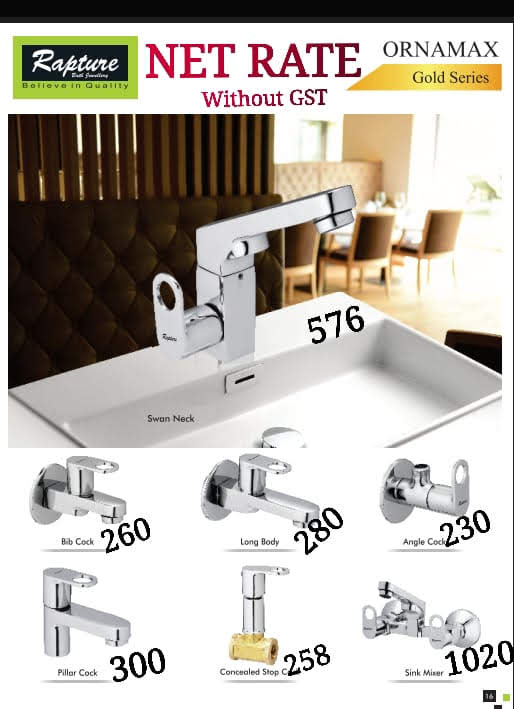 Rapture
Bath Jewellery
Believe in Quality
NET RATE
Without GST
ORNAMAX
Gold Series
Rapture
576
Swan Neck
Bib Cock
260
Long Body
280
Angle Cock
230
Pillar Cock
300
Concealed Stop
258
Sink Mixer
1020
16